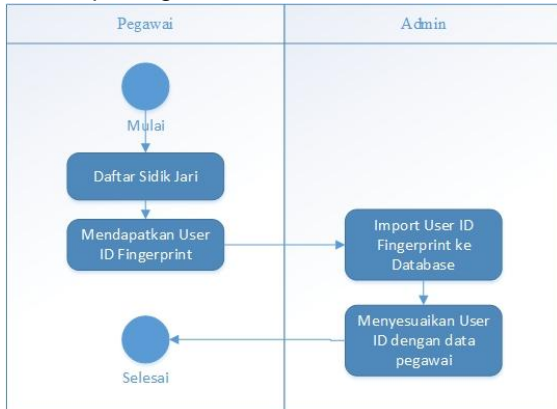 Pegawai
Admin
Mulai
Daftar Sidik Jari
Mendapatkan User
ID Fingerprint
Import User ID
Fingerprint ke
Database
Menyesuaikan User
ID dengan data
pegawai
Selesai